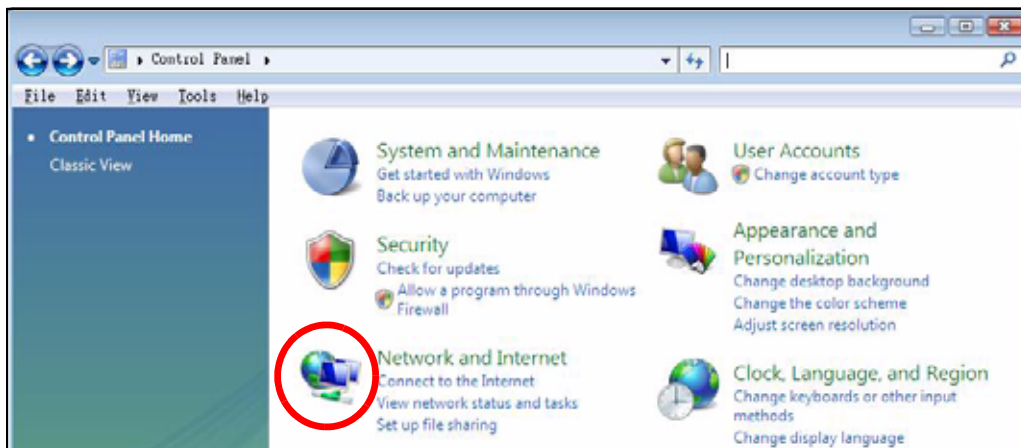 Control Panel
File Edit View Tools Help
Control Panel Home
Classic View
System and Maintenance
Get started with Windows
Back up your computer
Security
Check for updates
Allow a program through Windows
Firewall
Network and Internet
Connect to the Internet
View network status and tasks
Set up file sharing
User Accounts
Change account type
Appearance and
Personalization
Change desktop background
Change the color scheme
Adjust screen resolution
Clock, Language, and Region
Change keyboards or other input
methods
Change display language